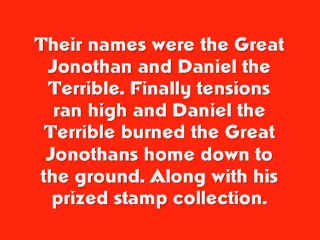 Their names were the Great
Jonothan and Daniel the
Terrible. Finally tensions
ran high and Daniel the
Terrible burned the Great
Jonothans home down to
the ground. Along with his
prized stamp collection.